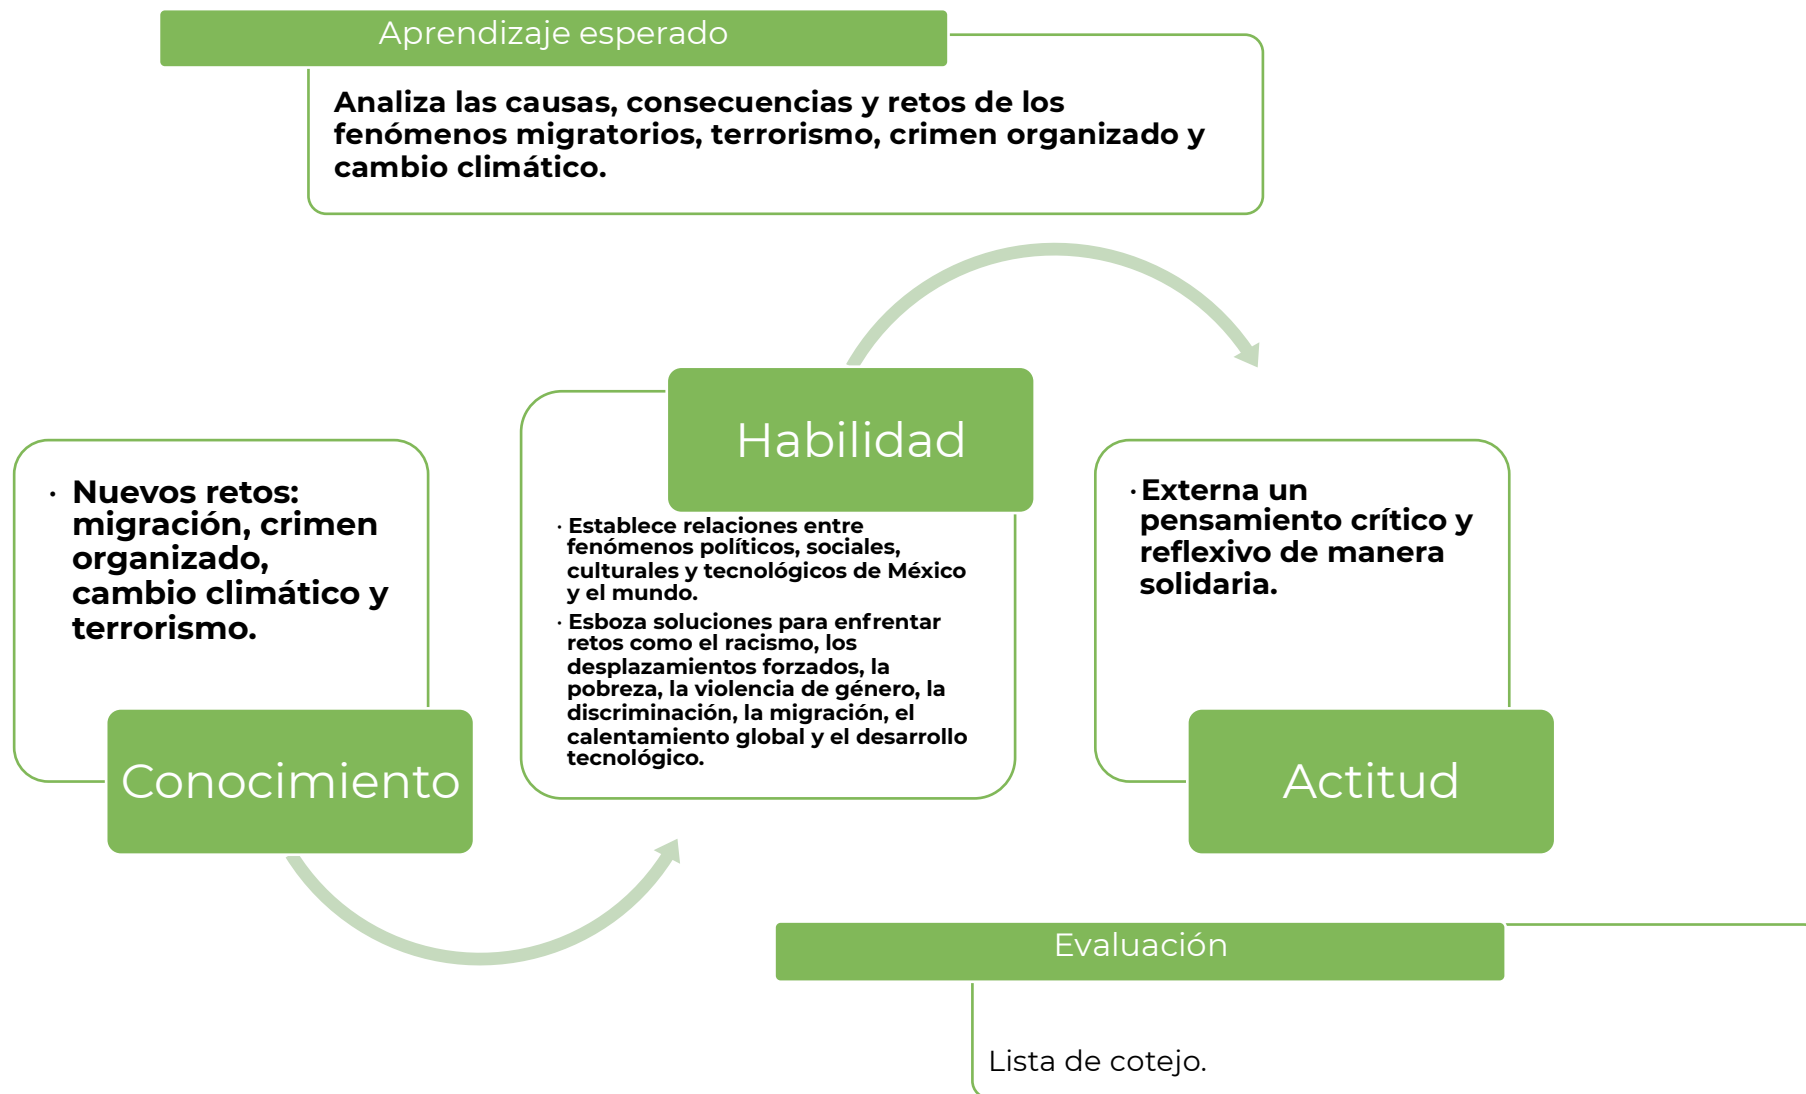 Aprendizaje esperado
Analiza las causas, consecuencias y retos de los
fenómenos migratorios, terrorismo, crimen organizado y
cambio climático.
· Nuevos retos:
migración, crimen
organizado,
cambio climático y
terrorismo.
Conocimiento
Habilidad
· Establece relaciones entre
fenómenos políticos, sociales,
culturales y tecnológicos de México
y el mundo.
· Esboza soluciones para enfrentar
retos como el racismo, los
desplazamientos forzados, la
pobreza, la violencia de género, la
discriminación, la migración, el
calentamiento global y el desarrollo
tecnológico.
· Externa un
pensamiento crítico y
reflexivo de manera
solidaria.
Actitud
Evaluación
Lista de cotejo.